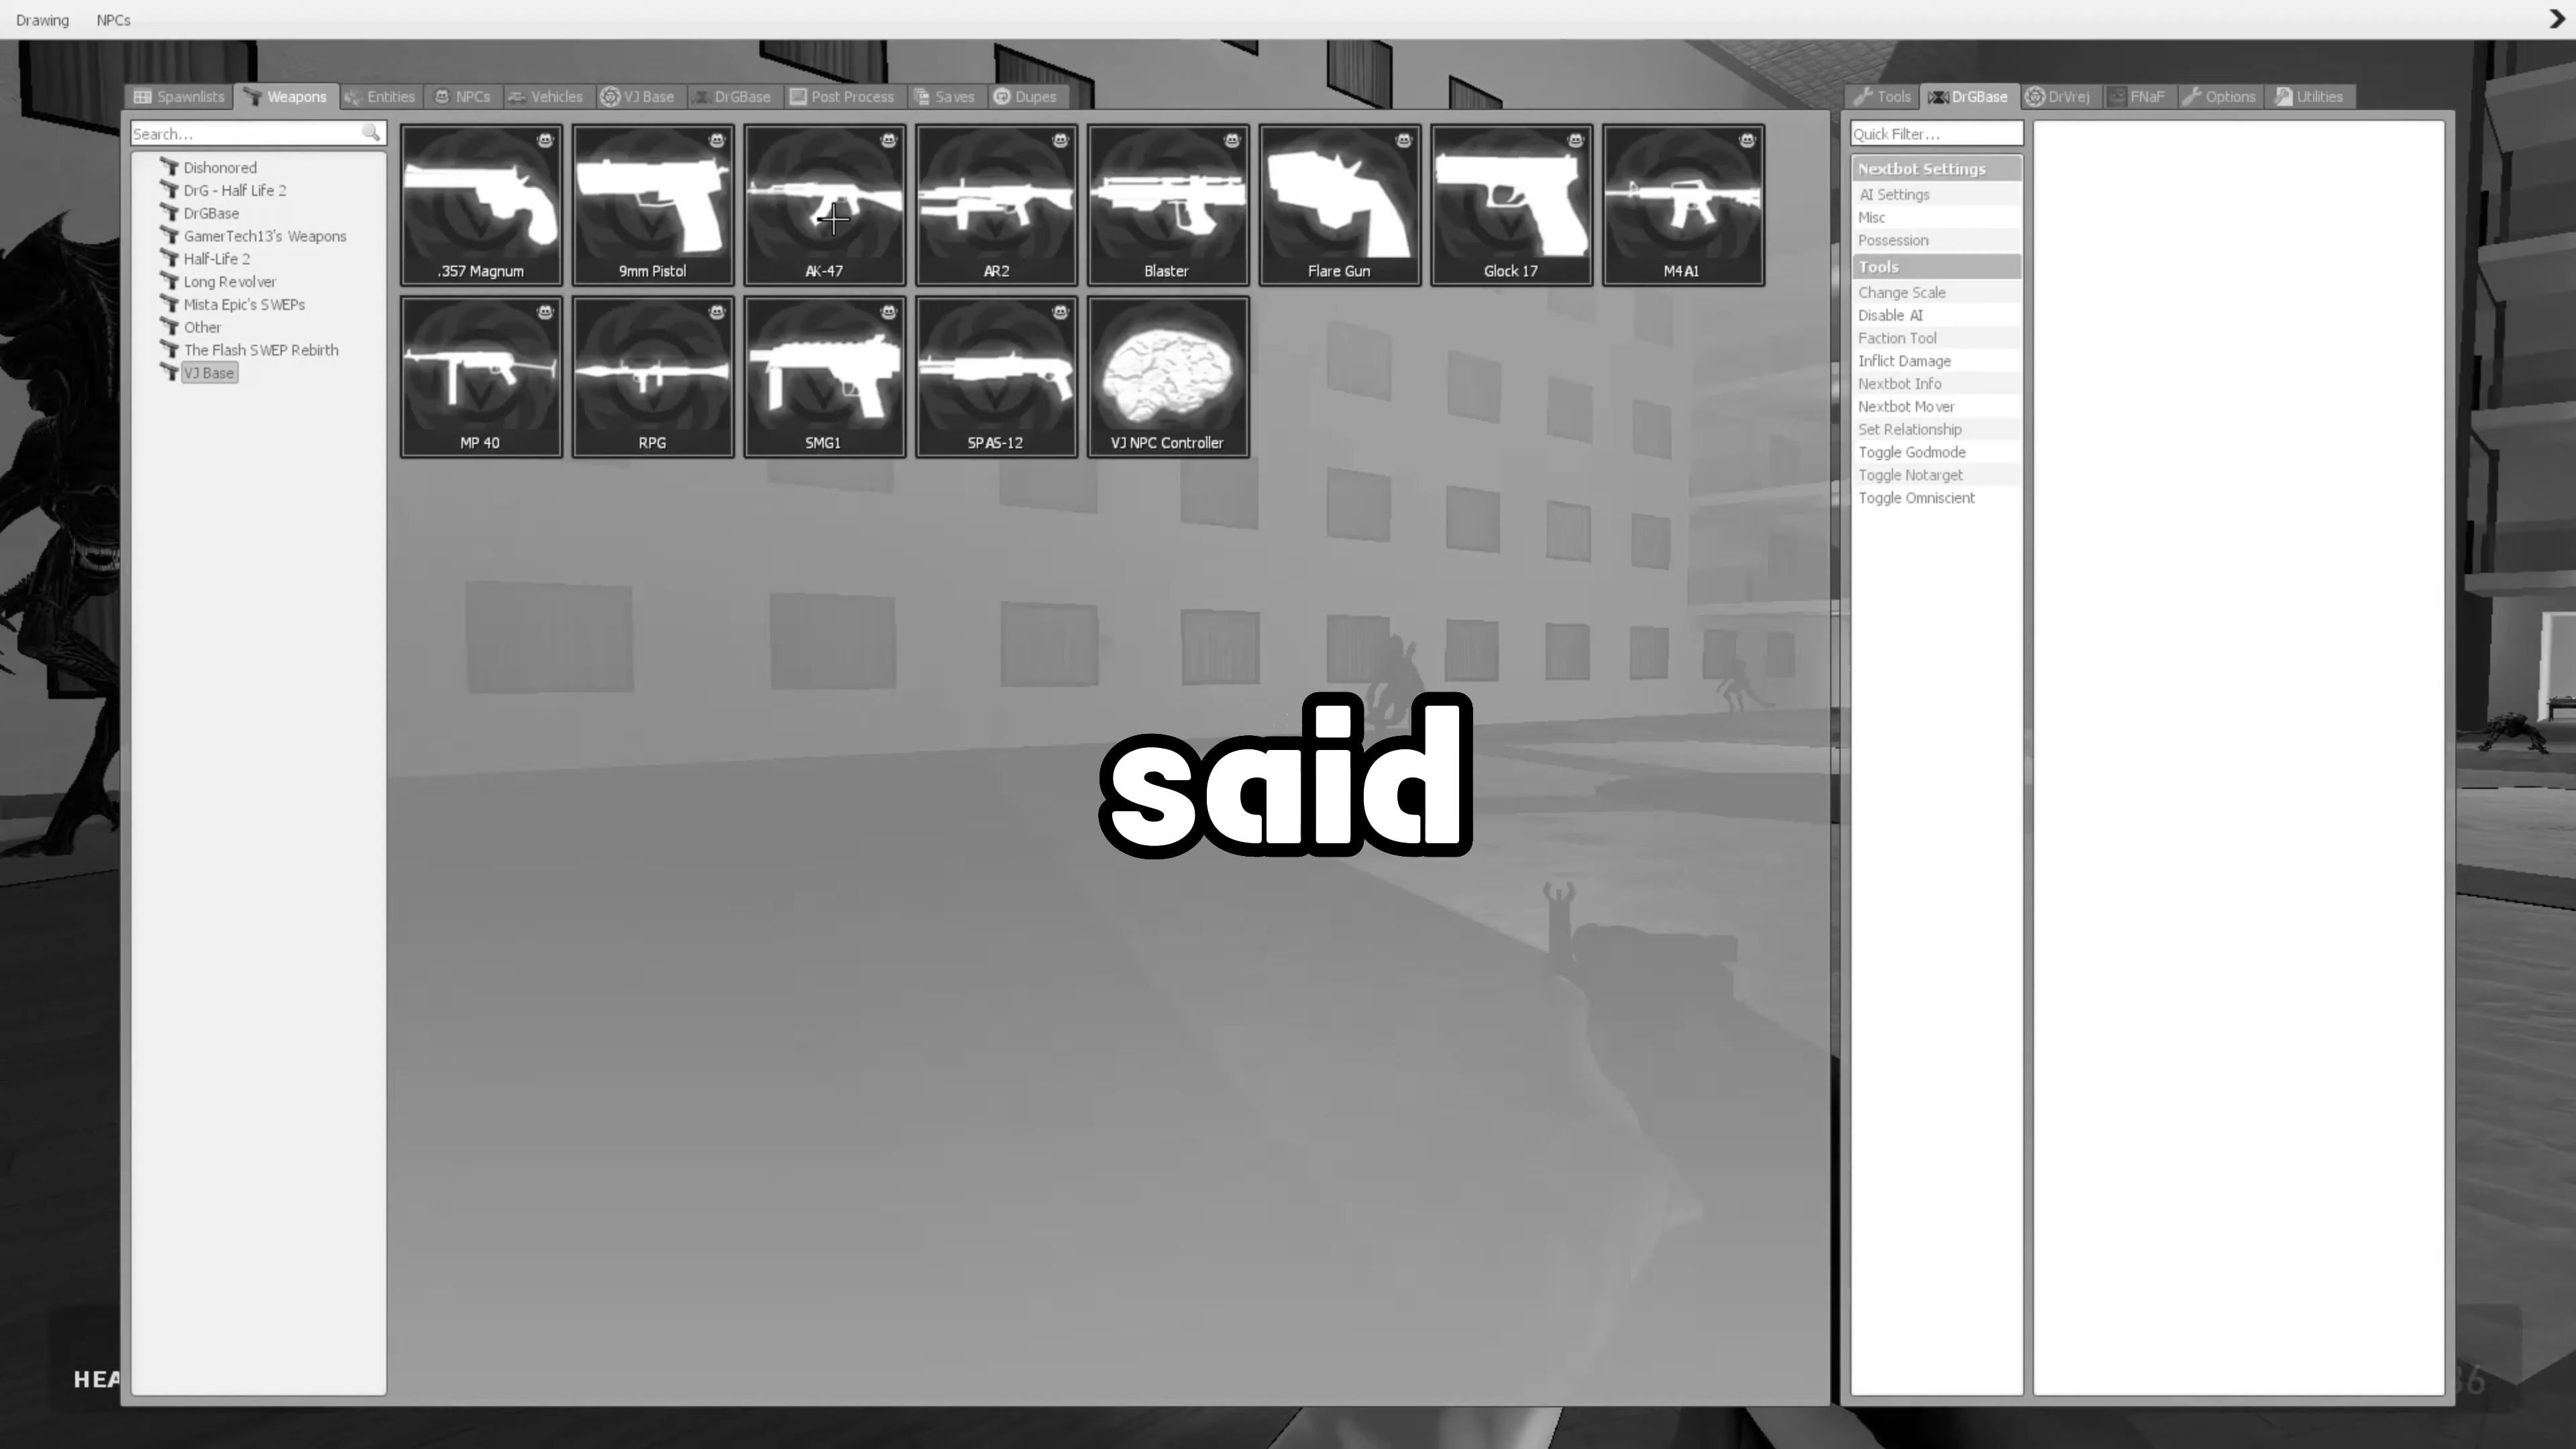 Drawing NPCs
Spawnlists Weapons Entities NPCs Vehicles VJ Base DrGBase Post Process Saves Dupes
Tools DrGBase DrVrej FNaF Options Utilities
Search...
Dishonored
DrG - Half Life 2
DrGBase
GamerTech13's Weapons
Half-Life 2
Long Revolver
Mista Epic's SWEPs
Other
The Flash SWEP Rebirth
VJ Base
.357 Magnum 9mm Pistol AK-47 AR2 Blaster Flare Gun Glock 17 M4A1
MP 40 RPG SMG1 SPAS-12 VJ NPC Controller
Quick Filter...
Nextbot Settings
AI Settings
Misc
Possession
Tools
Change Scale
Disable AI
Faction Tool
Inflict Damage
Nextbot Info
Nextbot Mover
Set Relationship
Toggle Godmode
Toggle Notarget
Toggle Omniscient
said
HEA